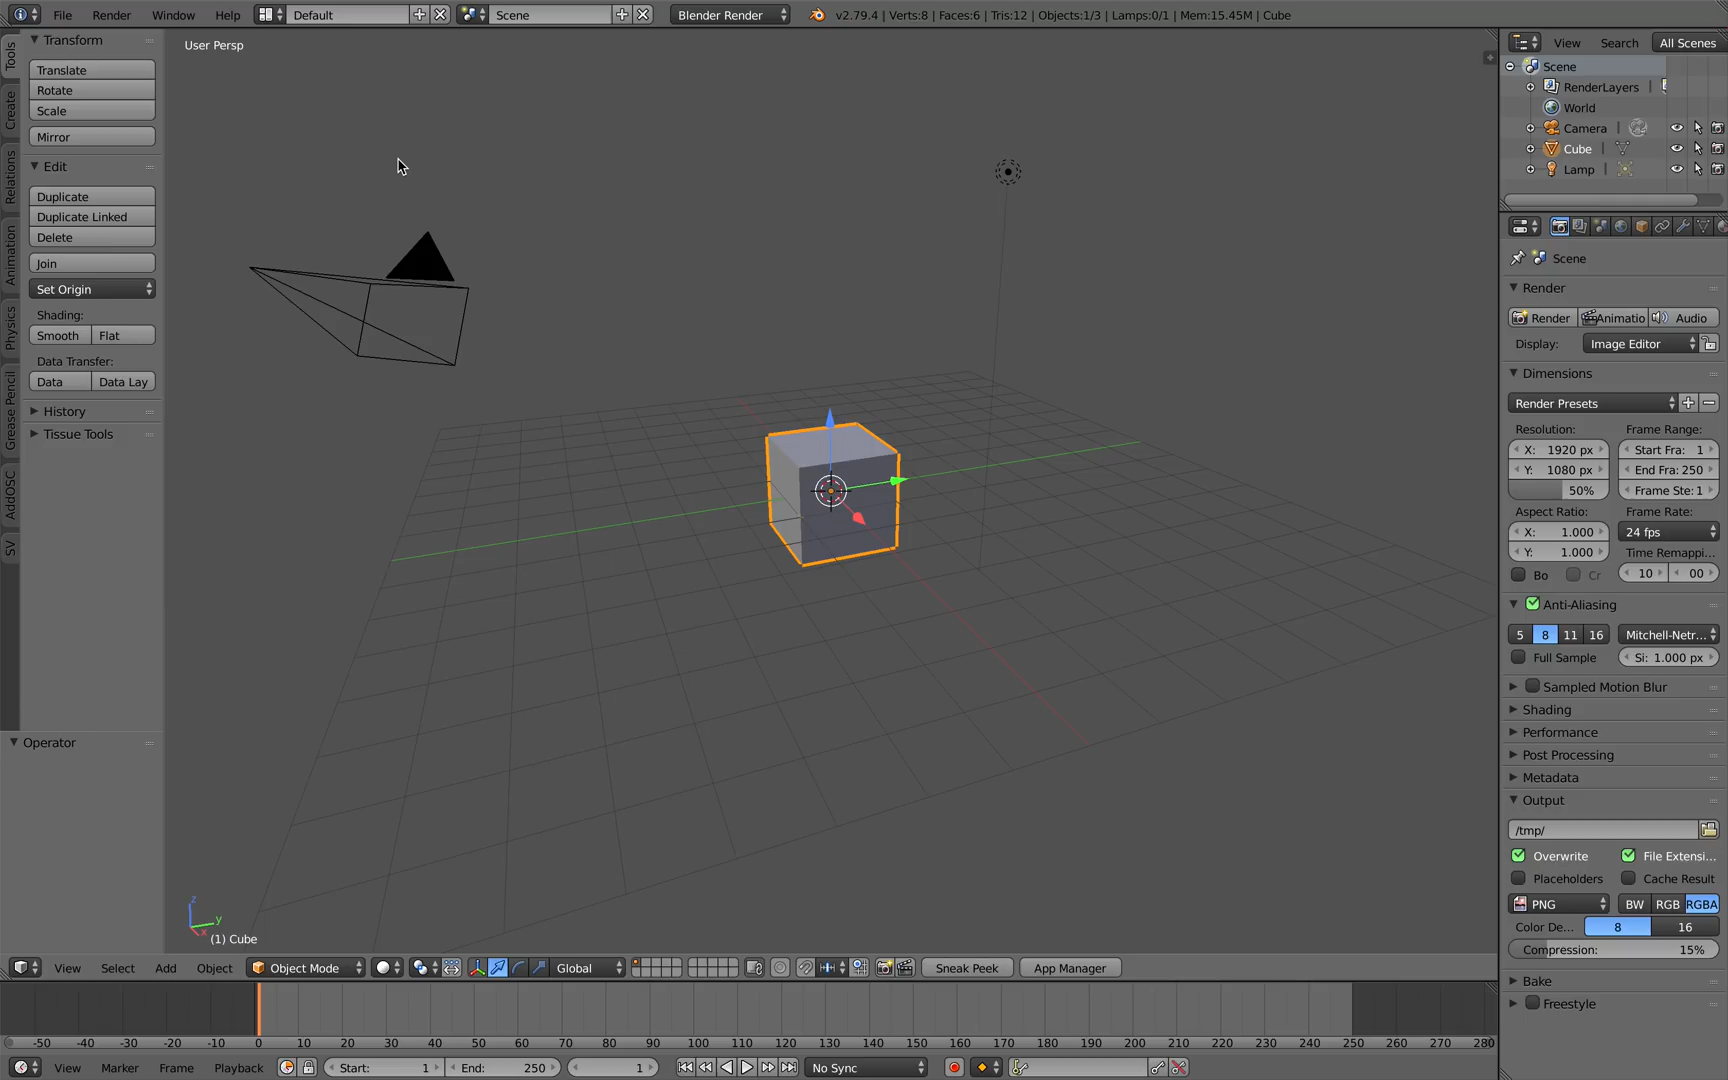 File Render Window Help Default Scene Blender Render v2.79.4 | Verts:8 | Faces:6 | Tris:12 | Objects:1/3 | Lamps:0/1 | Mem:15.45M | Cube
Tools
Create
Relations
Animation
Physics
Grease Pencil
AddOSC
SV
Transform
Translate
Rotate
Scale
Mirror
Edit
Duplicate
Duplicate Linked
Delete
Join
Set Origin
Shading:
Smooth Flat
Data Transfer:
Data Data Lay
History
Tissue Tools
Operator
User Persp
z
y
x
(1) Cube
View Search All Scenes
Scene
RenderLayers
World
Camera
Cube
Lamp
Scene
Render
Render Animatio Audio
Display: Image Editor
Dimensions
Render Presets
Resolution: Frame Range:
X: 1920 px Start Fra: 1
Y: 1080 px End Fra: 250
50% Frame Ste: 1
Aspect Ratio: Frame Rate:
X: 1.000 24 fps
Y: 1.000 Time Remappi...
Bo Cr 10 00
Anti-Aliasing
5 8 11 16 Mitchell-Netr...
Full Sample Si: 1.000 px
Sampled Motion Blur
Shading
Performance
Post Processing
Metadata
Output
/tmp/
Overwrite File Extensi...
Placeholders Cache Result
PNG BW RGB RGBA
Color De... 8 16
Compression: 15%
Bake
Freestyle
View Select Add Object Object Mode Global Sneak Peek App Manager
-50 -40 -30 -20 -10 0 10 20 30 40 50 60 70 80 90 100 110 120 130 140 150 160 170 180 190 200 210 220 230 240 250 260 270 280
View Marker Frame Playback Start: 1 End: 250 1 No Sync